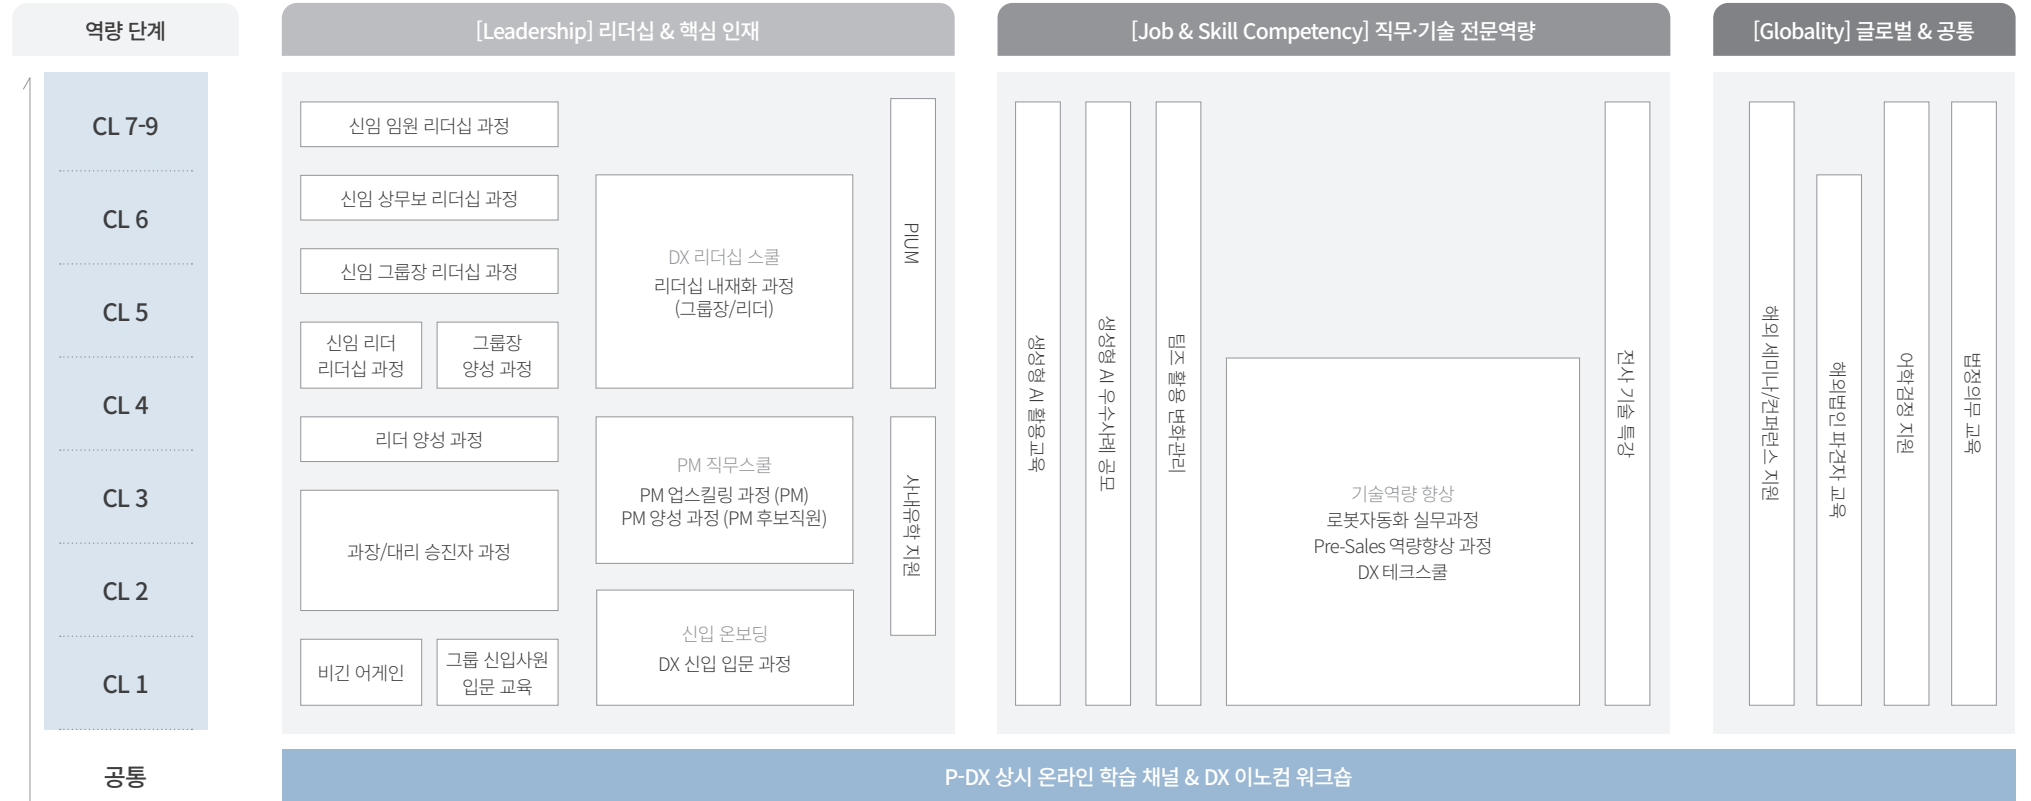 역량 단계
[Leadership] 리더십 & 핵심 인재
[Job & Skill Competency] 직무·기술 전문역량
[Globality] 글로벌 & 공통
CL 7-9
CL 6
CL 5
CL 4
CL 3
CL 2
CL 1
공통
신임 임원 리더십 과정
신임 상무보 리더십 과정
신임 그룹장 리더십 과정
신임 리더
리더십 과정
그룹장
양성 과정
리더 양성 과정
과장/대리 승진자 과정
비긴 어게인
그룹 신입사원
입문 교육
DX 리더십 스쿨
리더십 내재화 과정
(그룹장/리더)
PM 직무스쿨
PM 업스킬링 과정 (PM)
PM 양성 과정 (PM 후보직원)
신입 온보딩
DX 신입 입문 과정
PIUM
사내유학 지원
생성형 AI 활용교육
생성형 AI 우수사례 공모
팀즈 활용 변화관리
기술역량 향상
로봇자동화 실무과정
Pre-Sales 역량향상 과정
DX 테크스쿨
전사 기술 특강
해외 세미나/컨퍼런스 지원
해외법인 파견자 교육
어학검정 지원
법정의무 교육
P-DX 상시 온라인 학습 채널 & DX 이노컴 워크숍